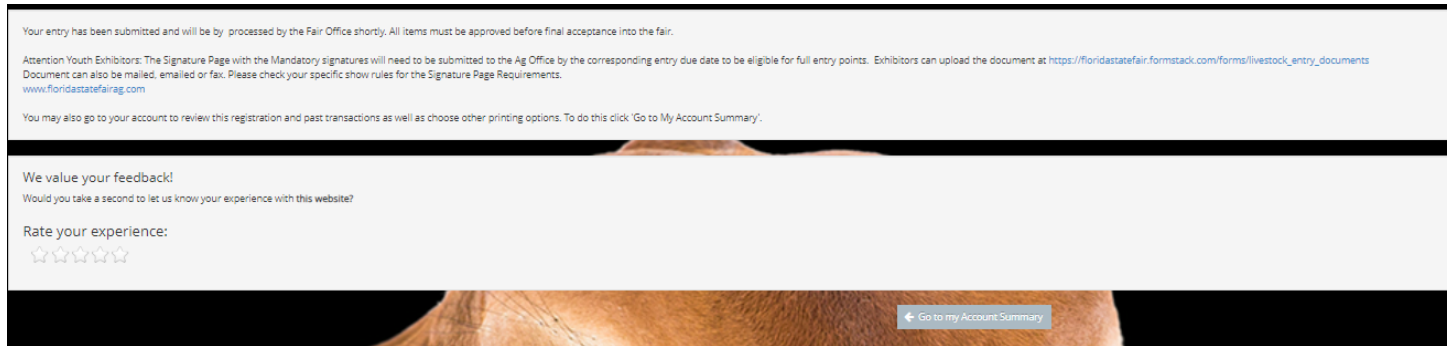 Your entry has been submitted and will be by processed by the Fair Office shortly. All items must be approved before final acceptance into the fair.
Attention Youth Exhibitors: The Signature Page with the Mandatory signatures will need to be submitted to the Ag Office by the corresponding entry due date to be eligible for full entry points. Exhibitors can upload the document at https://floridastatefair.formstack.com/forms/livestock_entry_documents
Document can also be mailed, emailed or fax. Please check your specific show rules for the Signature Page Requirements.
www.floridastatefairag.com
You may also go to your account to review this registration and past transactions as well as choose other printing options. To do this click 'Go to My Account Summary'.
We value your feedback!
Would you take a second to let us know your experience with this website?
Rate your experience:
Go to my Account Summary